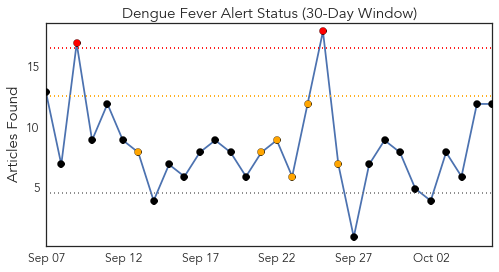 Dengue Fever Alert Status (30-Day Window)
Articles Found
15
10
5
Sep 07 Sep 12 Sep 17 Sep 22 Sep 27 Oct 02